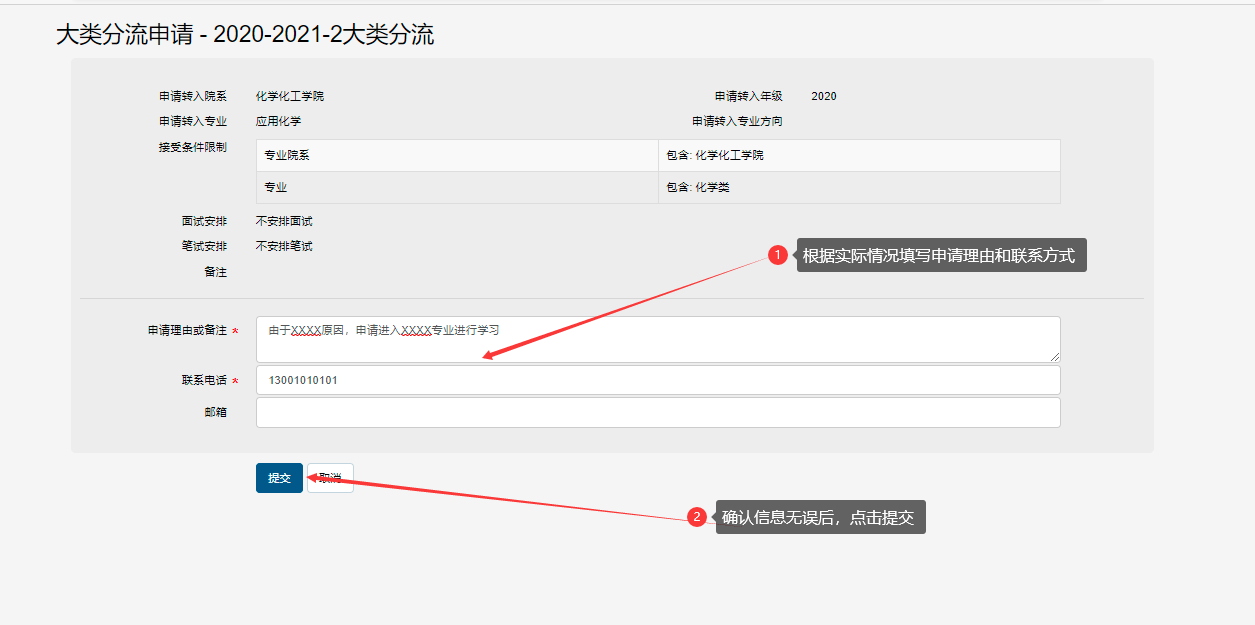 大类分流申请 - 2020-2021-2大类分流
申请转入院系 化学化工学院 申请转入年级 2020
申请转入专业 应用化学 申请转入专业方向
接受条件限制 专业院系 包含: 化学化工学院
专业 包含: 化学类
面试安排 不安排面试
笔试安排 不安排笔试
1 根据实际情况填写申请理由和联系方式
备注
申请理由或备注 * 由于XXXX原因，申请进入XXXX专业进行学习
联系电话 * 13001010101
邮箱
提交 取消
2 确认信息无误后，点击提交